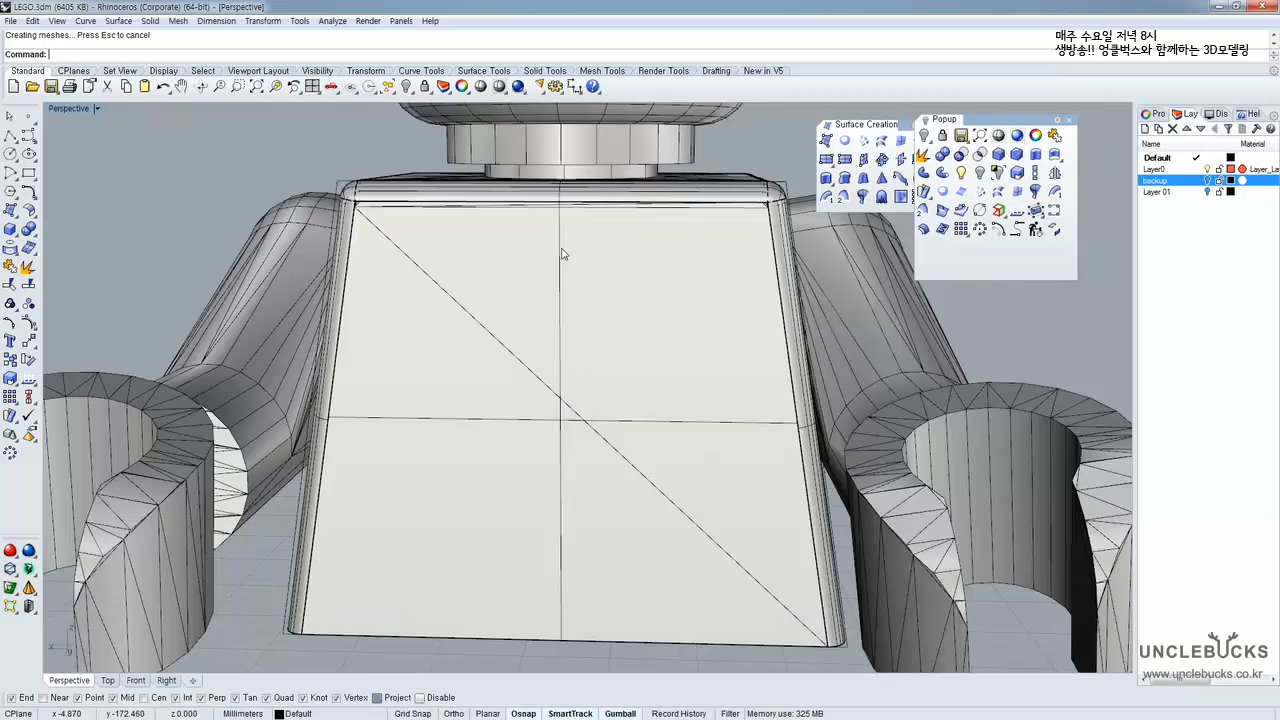 LEGO.3dm (6405 KB) - Rhinoceros (Corporate) (64-bit) - [Perspective]
File Edit View Curve Surface Solid Mesh Dimension Transform Tools Analyze Render Panels Help
Creating meshes... Press Esc to cancel
매주 수요일 저녁 8시
Command:
생방송!! 엉클벅스와 함께하는 3D모델링
Standard CPlanes Set View Display Select Viewport Layout Visibility Transform Curve Tools Surface Tools Solid Tools Mesh Tools Render Tools Drafting New in V5
Perspective
Surface Creation
Popup
Pro Lay Dis Hel
Name Material
Default
Layer0 Layer_La
backup
Layer 01
UNCLEBUCKS
www.unclebucks.co.kr
Perspective Top Front Right
End Near Point Mid Cen Int Perp Tan Quad Knot Vertex Project Disable
CPlane x -4.870 y -172.460 z 0.000 Millimeters Default Grid Snap Ortho Planar Osnap SmartTrack Gumball Record History Filter Memory use: 325 MB